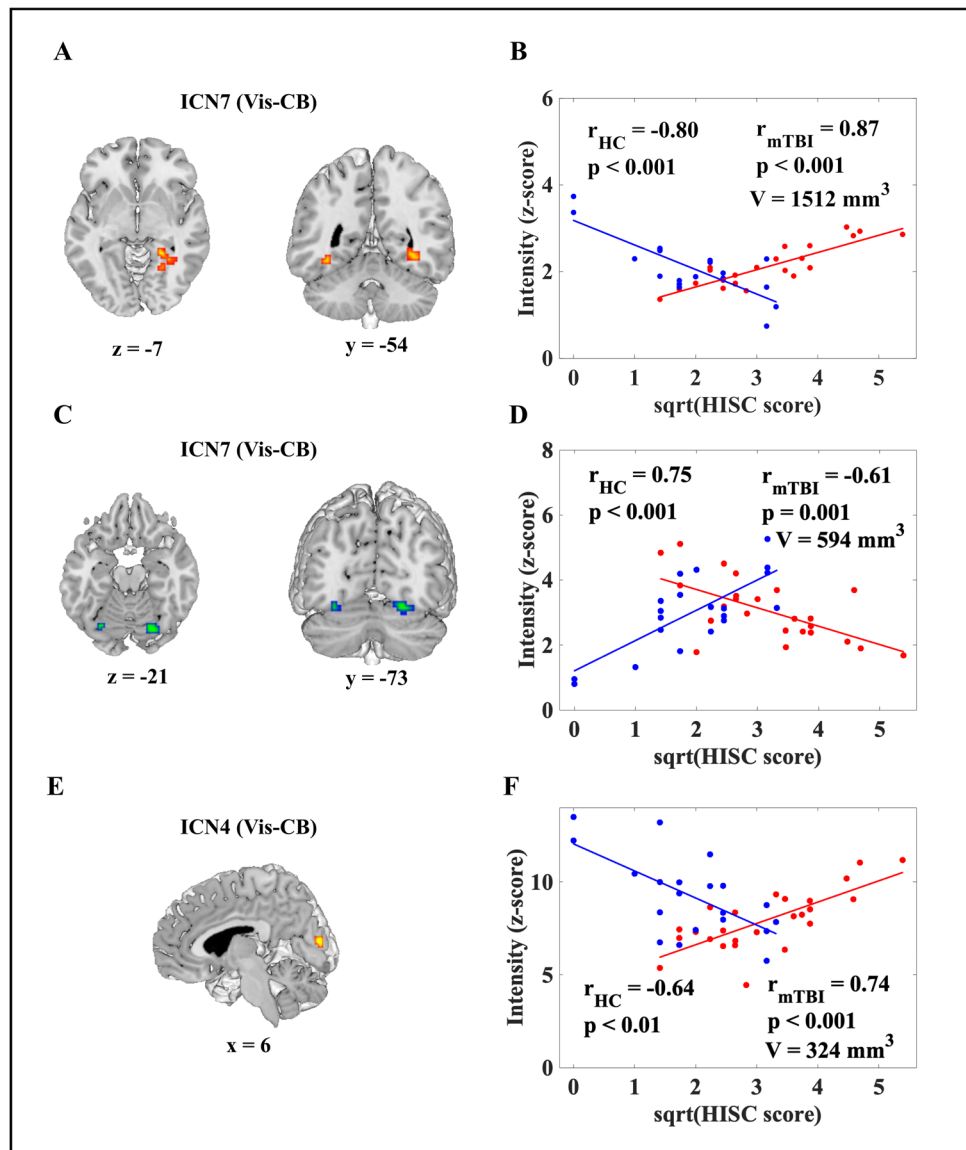 A
ICN7 (Vis-CB)
z = -7
y = -54
B
6
4
2
0
Intensity (z-score)
r_HC = -0.80
p < 0.001
r_mTBI = 0.87
p < 0.001
V = 1512 mm^3
0 1 2 3 4 5
sqrt(HISC score)
C
ICN7 (Vis-CB)
z = -21
y = -73
D
8
6
4
2
0
Intensity (z-score)
r_HC = 0.75
p < 0.001
r_mTBI = -0.61
p = 0.001
V = 594 mm^3
0 1 2 3 4 5
sqrt(HISC score)
E
ICN4 (Vis-CB)
x = 6
F
10
5
0
Intensity (z-score)
r_HC = -0.64
p < 0.01
r_mTBI = 0.74
p < 0.001
V = 324 mm^3
0 1 2 3 4 5
sqrt(HISC score)